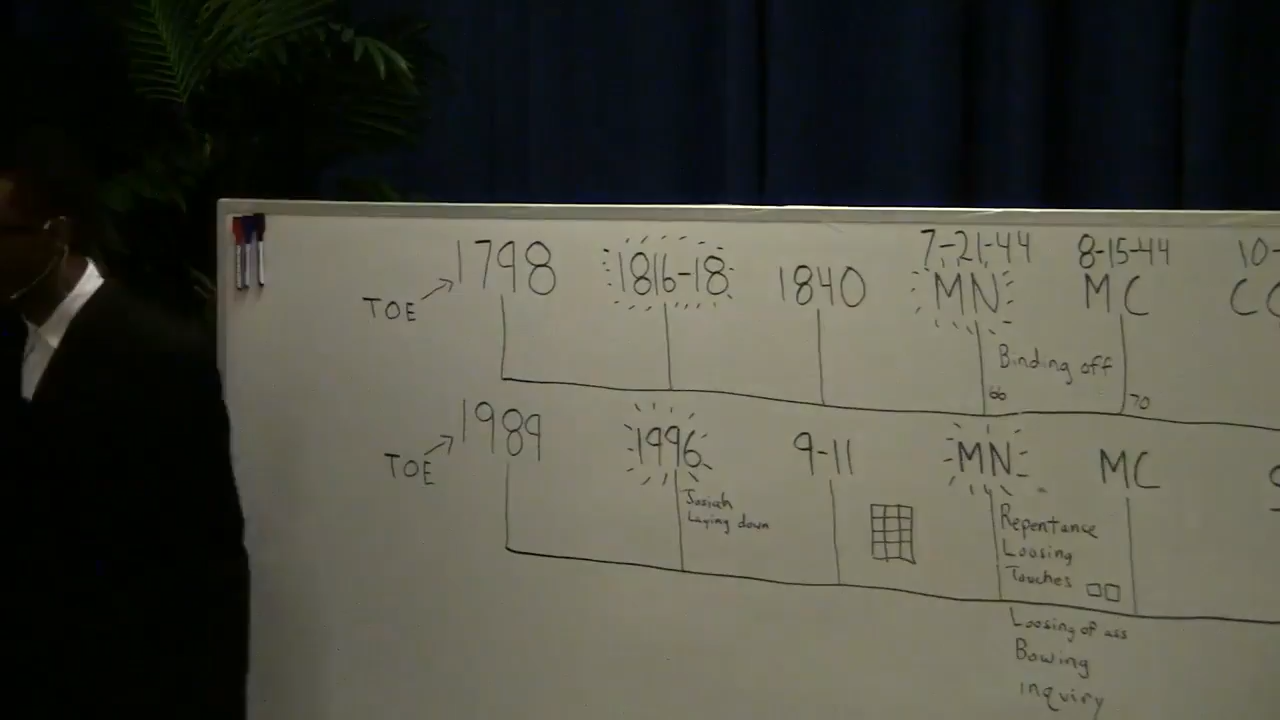 7-21-44 8-15-44 10-
1798 1816-18 1840 MN MC CC
TOE
Binding off
66 70
1989 1996 9-11 MN MC
TOE
Josiah
Laying down
Repentance
Loosing
Touches
Loosing of ass
Bowing
inquiry